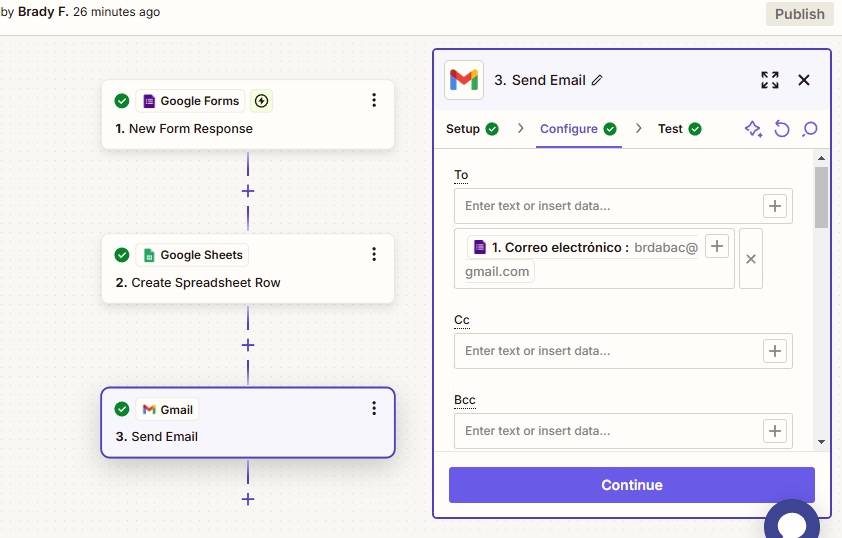 by Brady F. 26 minutes ago
Publish
Google Forms
1. New Form Response
Google Sheets
2. Create Spreadsheet Row
Gmail
3. Send Email
3. Send Email
Setup
Configure
Test
To
Enter text or insert data...
1. Correo electrónico : brdabac@
gmail.com
Cc
Enter text or insert data...
Bcc
Enter text or insert data...
Continue